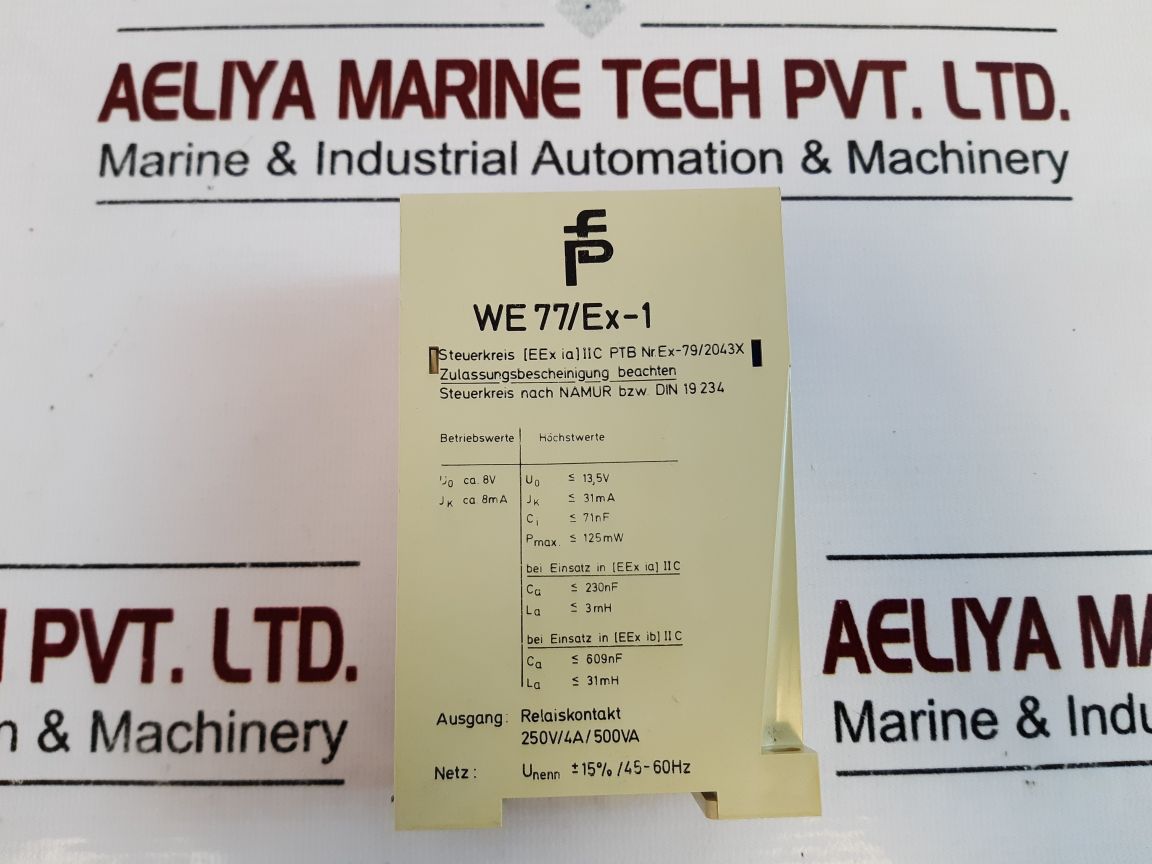 AELIYA MARINE TECH PVT. LTD.
Marine & Industrial Automation & Machinery
WE 77/Ex-1
Steuerkreis [EEx ia] IIC PTB Nr.Ex-79/2043X
Zulassungsbescheinigung beachten
Steuerkreis nach NAMUR bzw. DIN 19 234
Betriebswerte Höchstwerte
U₀ ca. 8V U₀ ≤ 13,5V
Jₖ ca 8mA Jₖ ≤ 31mA
Cᵢ ≤ 71nF
Pmax. ≤ 125mW
bei Einsatz in [EEx ia] IIC
Cₐ ≤ 230nF
Lₐ ≤ 3mH
bei Einsatz in [EEx ib] IIC
Cₐ ≤ 609nF
Lₐ ≤ 31mH
Ausgang: Relaiskontakt
250V/4A/500VA
Netz: Unenn ±15%/45-60Hz
PVT. LTD.
& Machinery
AELIYA MA
Marine & Indu